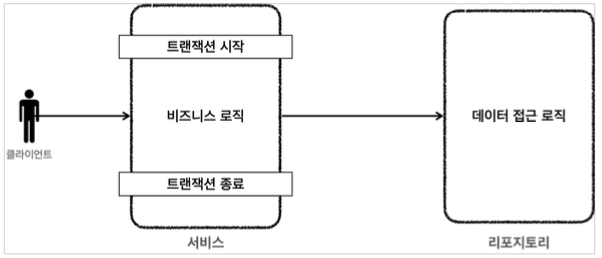 트랜잭션 시작
비즈니스 로직
데이터 접근 로직
클라이언트
트랜잭션 종료
서비스
리포지토리